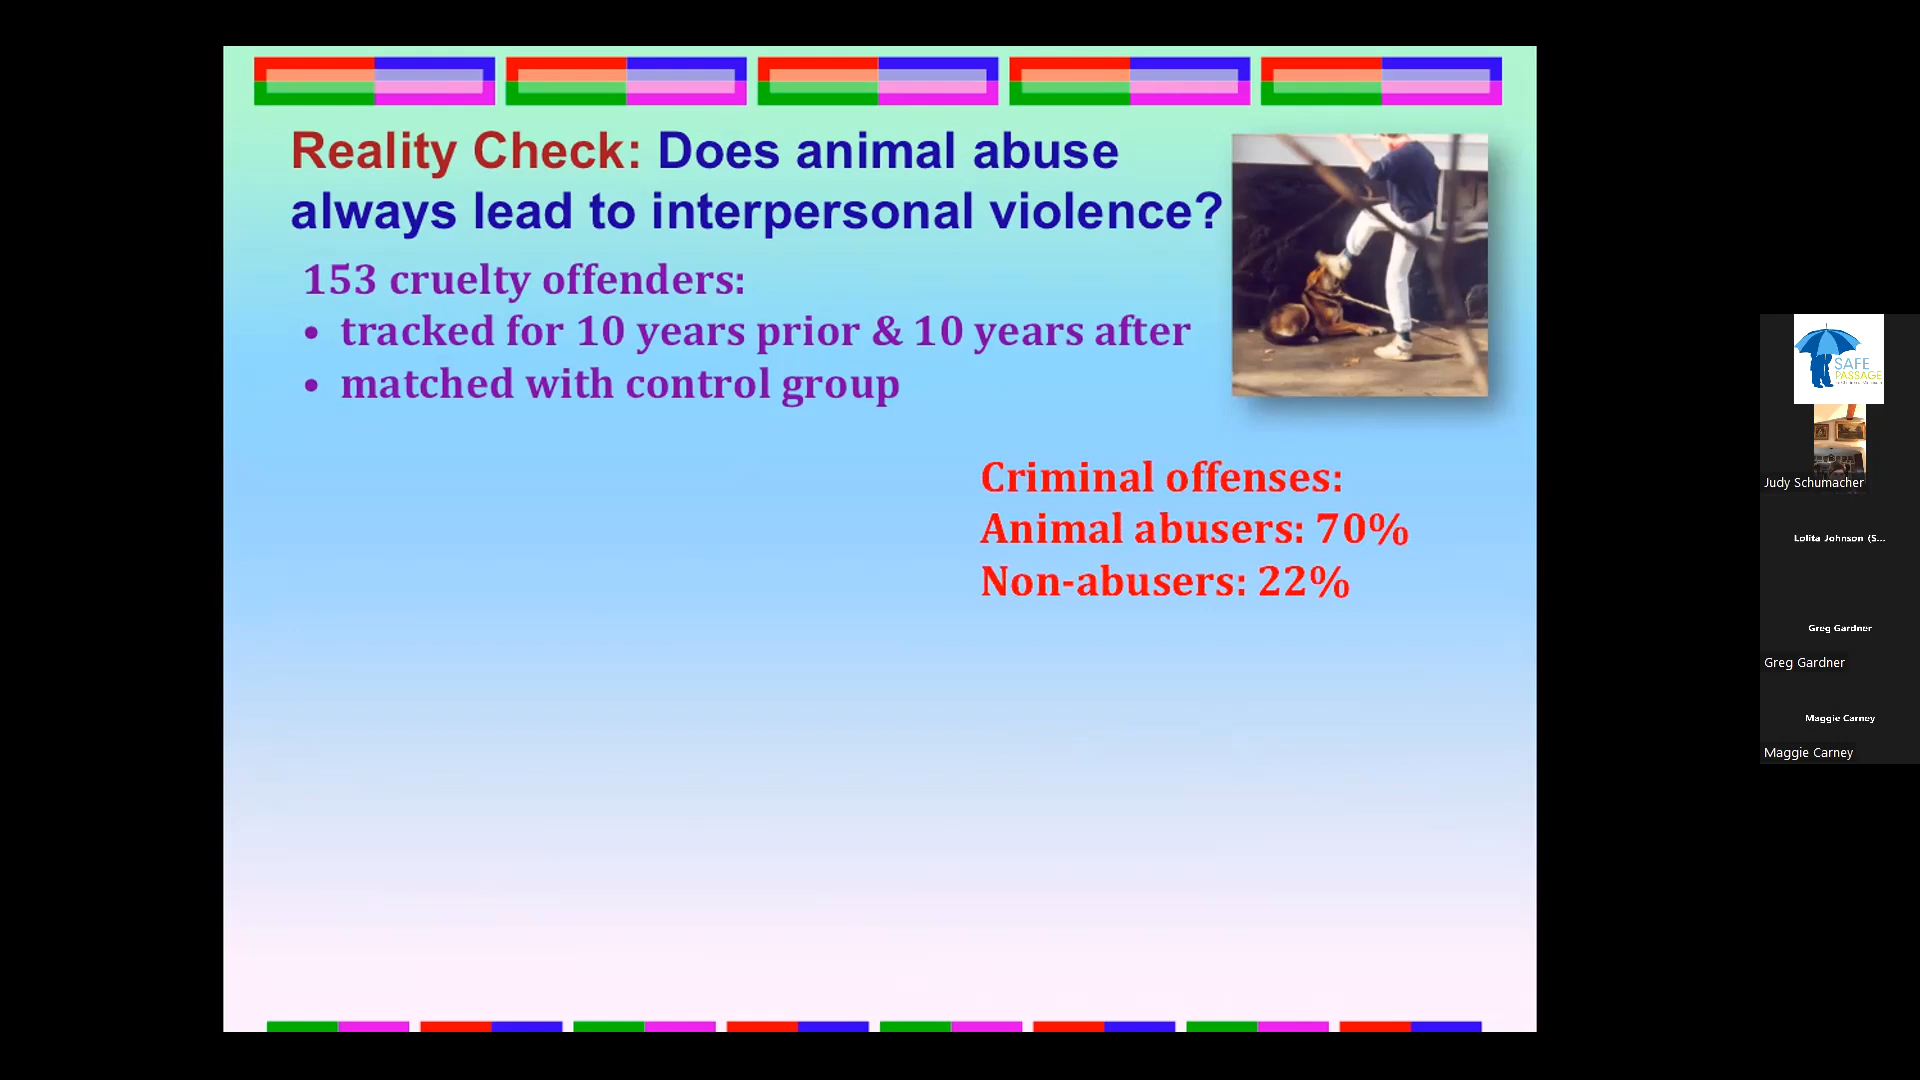 Reality Check: Does animal abuse
always lead to interpersonal violence?
153 cruelty offenders:
• tracked for 10 years prior & 10 years after
• matched with control group
Criminal offenses:
Animal abusers: 70%
Non-abusers: 22%
SAFE
PASSAGE
Judy Schumacher
Lolita Johnson (S...
Greg Gardner
Greg Gardner
Maggie Carney
Maggie Carney